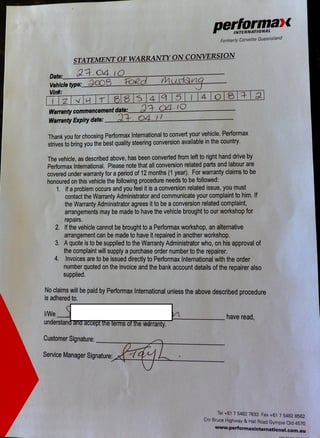 performax
INTERNATIONAL
Formerly Corvette Queensland
STATEMENT OF WARRANTY ON CONVERSION
Date: 27.04.10
Vehicle type: 2008 Ford Mustang
Vin#:
1 Z V H T 8 8 5 4 9 5 1 4 0 8 7 2
Warranty commencement date: 27.04.10
Warranty Expiry date: 27.04.11
Thank you for choosing Performax International to convert your vehicle. Performax
strives to bring you the best quality steering conversion available in the country.
The vehicle, as described above, has been converted from left to right hand drive by
Performax International. Please note that all conversion related parts and labour are
covered under warranty for a period of 12 months (1 year). For warranty claims to be
honoured on this vehicle the following procedure needs to be followed:
1. If a problem occurs and you feel it is a conversion related issue, you must
contact the Warranty Administrator and communicate your complaint to him. If
the Warranty Administrator agrees it to be a conversion related complaint,
arrangements may be made to have the vehicle brought to our workshop for
repairs.
2. If the vehicle cannot be brought to a Performax workshop, an alternative
arrangement can be made to have it repaired in another workshop.
3. A quote is to be supplied to the Warranty Administrator who, on his approval of
the complaint will supply a purchase order number to the repairer.
4. Invoices are to be issued directly to Performax International with the order
number quoted on the invoice and the bank account details of the repairer also
supplied.
No claims will be paid by Performax International unless the above described procedure
is adhered to.
I/We have read,
understand and accept the terms of the warranty.
Customer Signature:
Service Manager Signature:
Tel +61 7 5482 7833 Fax +61 7 5482 8562
Cnr Bruce Highway & Hall Road Gympie Qld 4570
www.performaxinternational.com.au